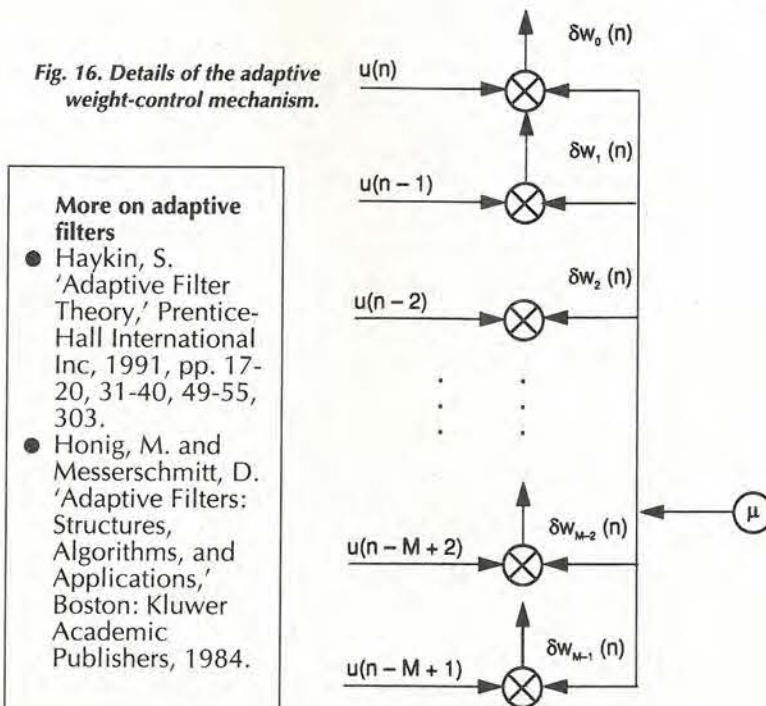 Fig. 16. Details of the adaptive
weight-control mechanism.
More on adaptive
filters
● Haykin, S.
'Adaptive Filter
Theory,' Prentice-
Hall International
Inc, 1991, pp. 17-
20, 31-40, 49-55,
303.
● Honig, M. and
Messerschmitt, D.
'Adaptive Filters:
Structures,
Algorithms, and
Applications,'
Boston: Kluwer
Academic
Publishers, 1984.
δw₀ (n)
u(n)
δw₁ (n)
u(n – 1)
δw₂ (n)
u(n – 2)
μ
δw_M–2 (n)
u(n – M + 2)
δw_M–1 (n)
u(n – M + 1)